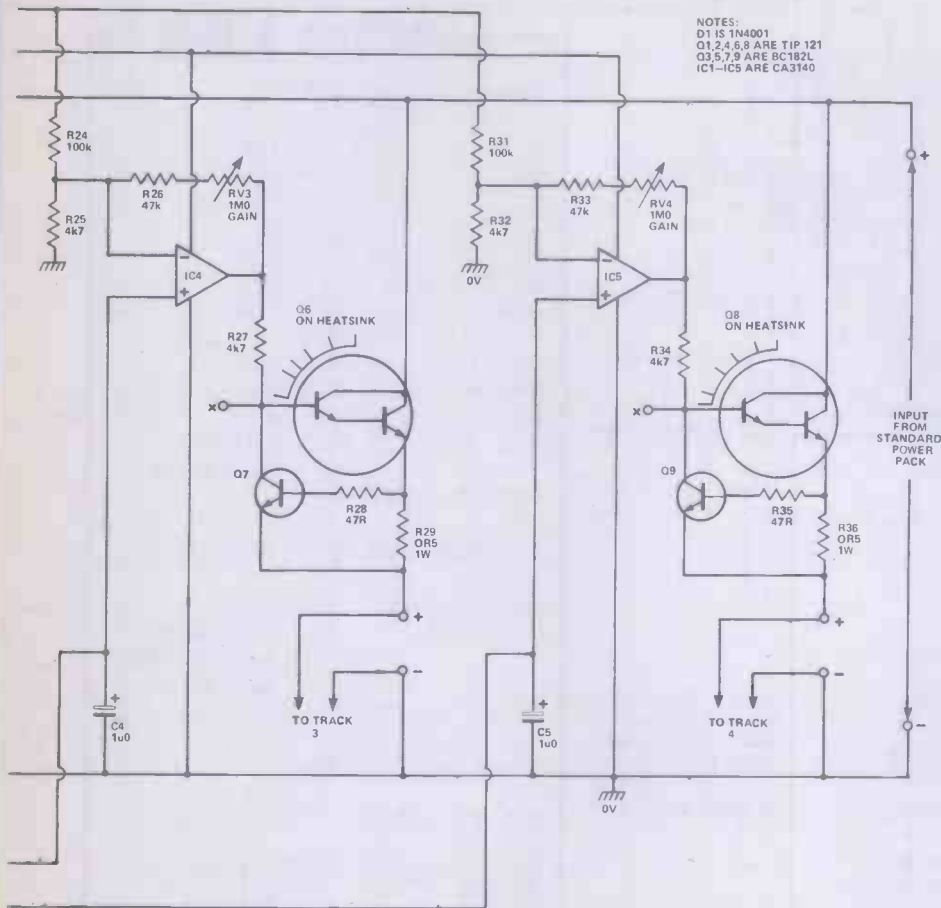 NOTES:
D1 IS 1N4001
Q1,2,4,6,8 ARE TIP 121
Q3,5,7,9 ARE BC182L
IC1–IC5 ARE CA3140
R24
100k
R25
4k7
R26
47k
RV3
1M0
GAIN
IC4
−
+
R27
4k7
Q6
ON HEATSINK
x
Q7
R28
47R
R29
0R5
1W
+
−
TO TRACK
3
+
C4
1u0
R31
100k
R32
4k7
0V
R33
47k
RV4
1M0
GAIN
IC5
−
+
R34
4k7
Q8
ON HEATSINK
x
Q9
R35
47R
R36
0R5
1W
+
−
TO TRACK
4
+
C5
1u0
0V
+
INPUT
FROM
STANDARD
POWER
PACK
−